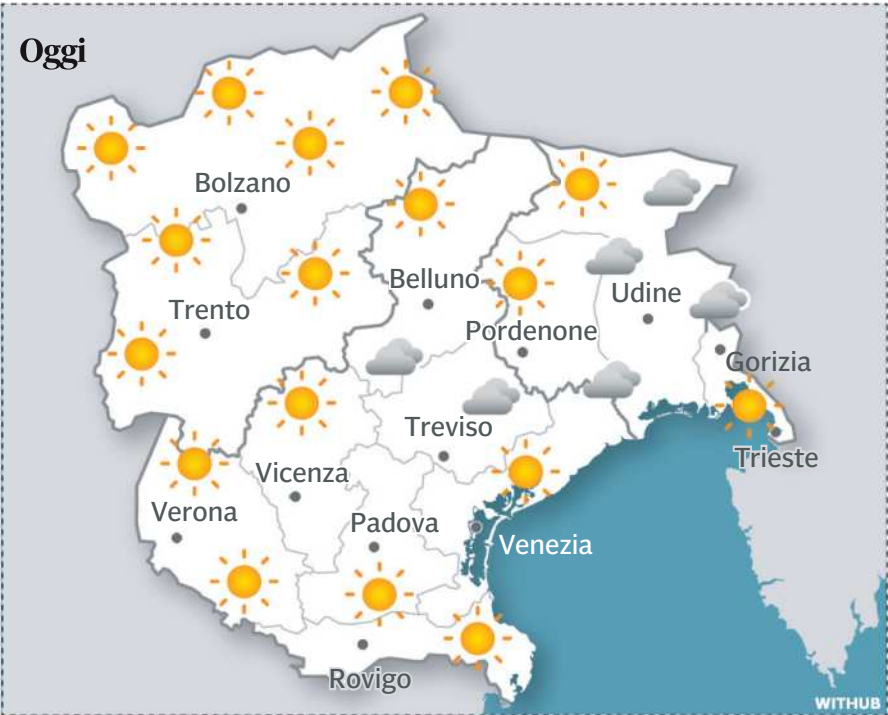 Oggi
Bolzano
Belluno
Udine
Trento
Pordenone
Gorizia
Treviso
Trieste
Vicenza
Verona
Padova
Venezia
Rovigo
WITHUB